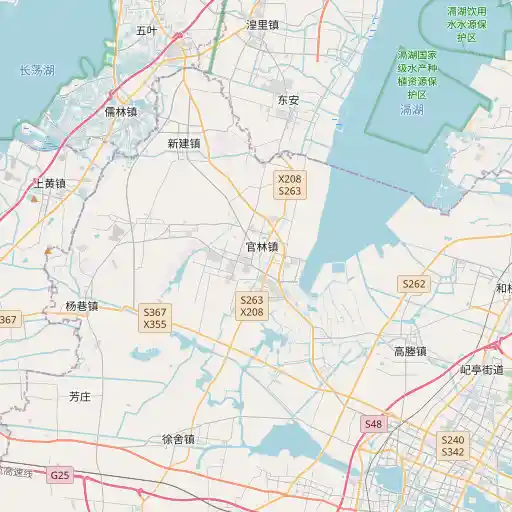 五叶
湟里镇
滆湖饮用
水水源保
护区
长荡湖
滆湖国家
级水产种
植资源保
护区
东安
滆湖
儒林镇
新建镇
X208
S263
上黄镇
官林镇
S262
S263
X208
杨巷镇
S367
X355
367
高塍镇
屺亭街道
芳庄
S48
徐舍镇
S240
S342
高速线
G25